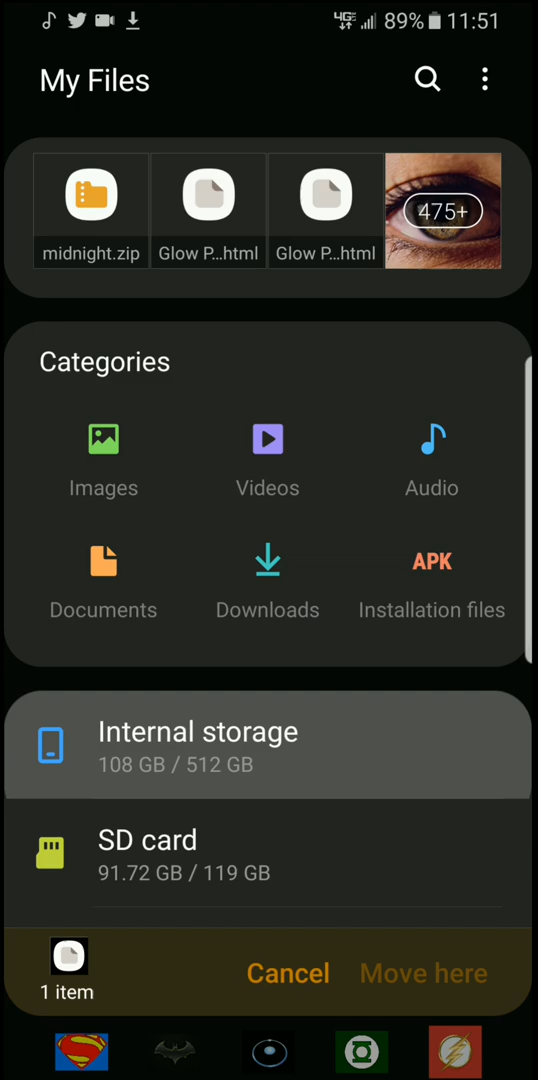 4GE 89% 11:51
My Files
midnight.zip
Glow P...html
Glow P...html
475+
Categories
Images
Videos
Audio
Documents
Downloads
APK
Installation files
Internal storage
108 GB / 512 GB
SD card
91.72 GB / 119 GB
1 item
Cancel
Move here